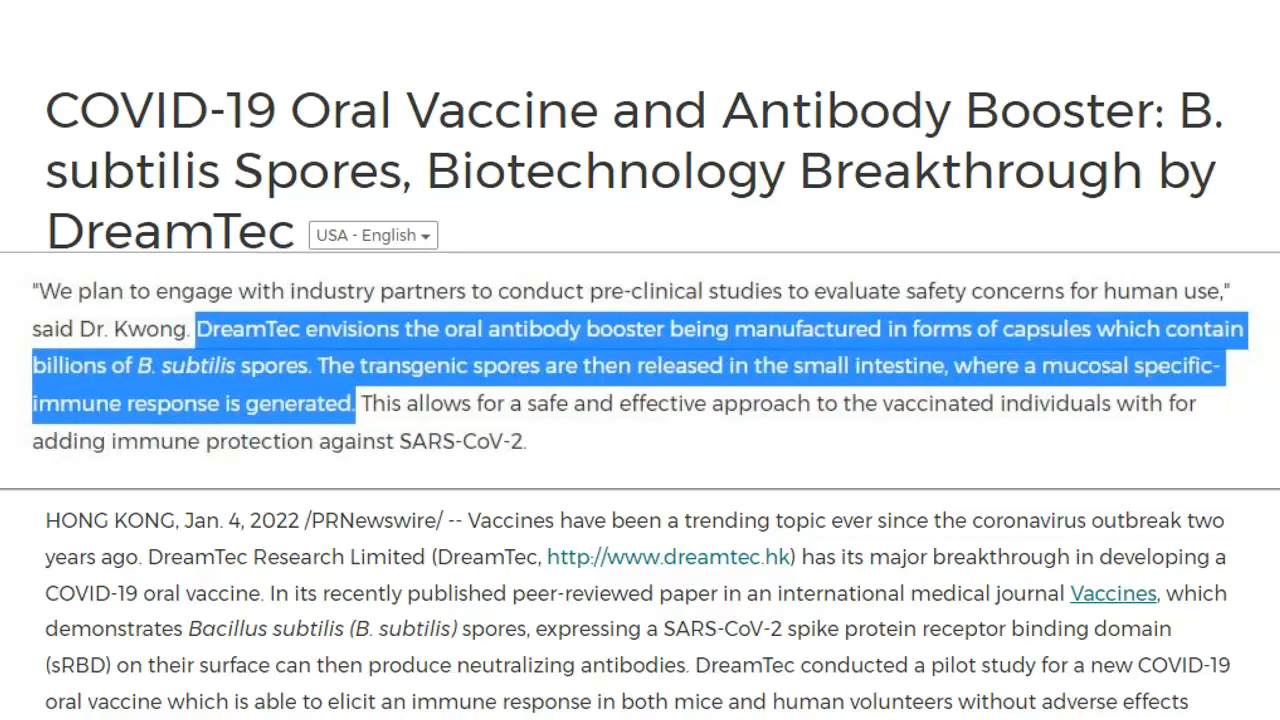 COVID-19 Oral Vaccine and Antibody Booster: B.
subtilis Spores, Biotechnology Breakthrough by
DreamTec USA - English
"We plan to engage with industry partners to conduct pre-clinical studies to evaluate safety concerns for human use,"
said Dr. Kwong. DreamTec envisions the oral antibody booster being manufactured in forms of capsules which contain
billions of B. subtilis spores. The transgenic spores are then released in the small intestine, where a mucosal specific-
immune response is generated. This allows for a safe and effective approach to the vaccinated individuals with for
adding immune protection against SARS-CoV-2.
HONG KONG, Jan. 4, 2022 /PRNewswire/ -- Vaccines have been a trending topic ever since the coronavirus outbreak two
years ago. DreamTec Research Limited (DreamTec, http://www.dreamtec.hk) has its major breakthrough in developing a
COVID-19 oral vaccine. In its recently published peer-reviewed paper in an international medical journal Vaccines, which
demonstrates Bacillus subtilis (B. subtilis) spores, expressing a SARS-CoV-2 spike protein receptor binding domain
(sRBD) on their surface can then produce neutralizing antibodies. DreamTec conducted a pilot study for a new COVID-19
oral vaccine which is able to elicit an immune response in both mice and human volunteers without adverse effects